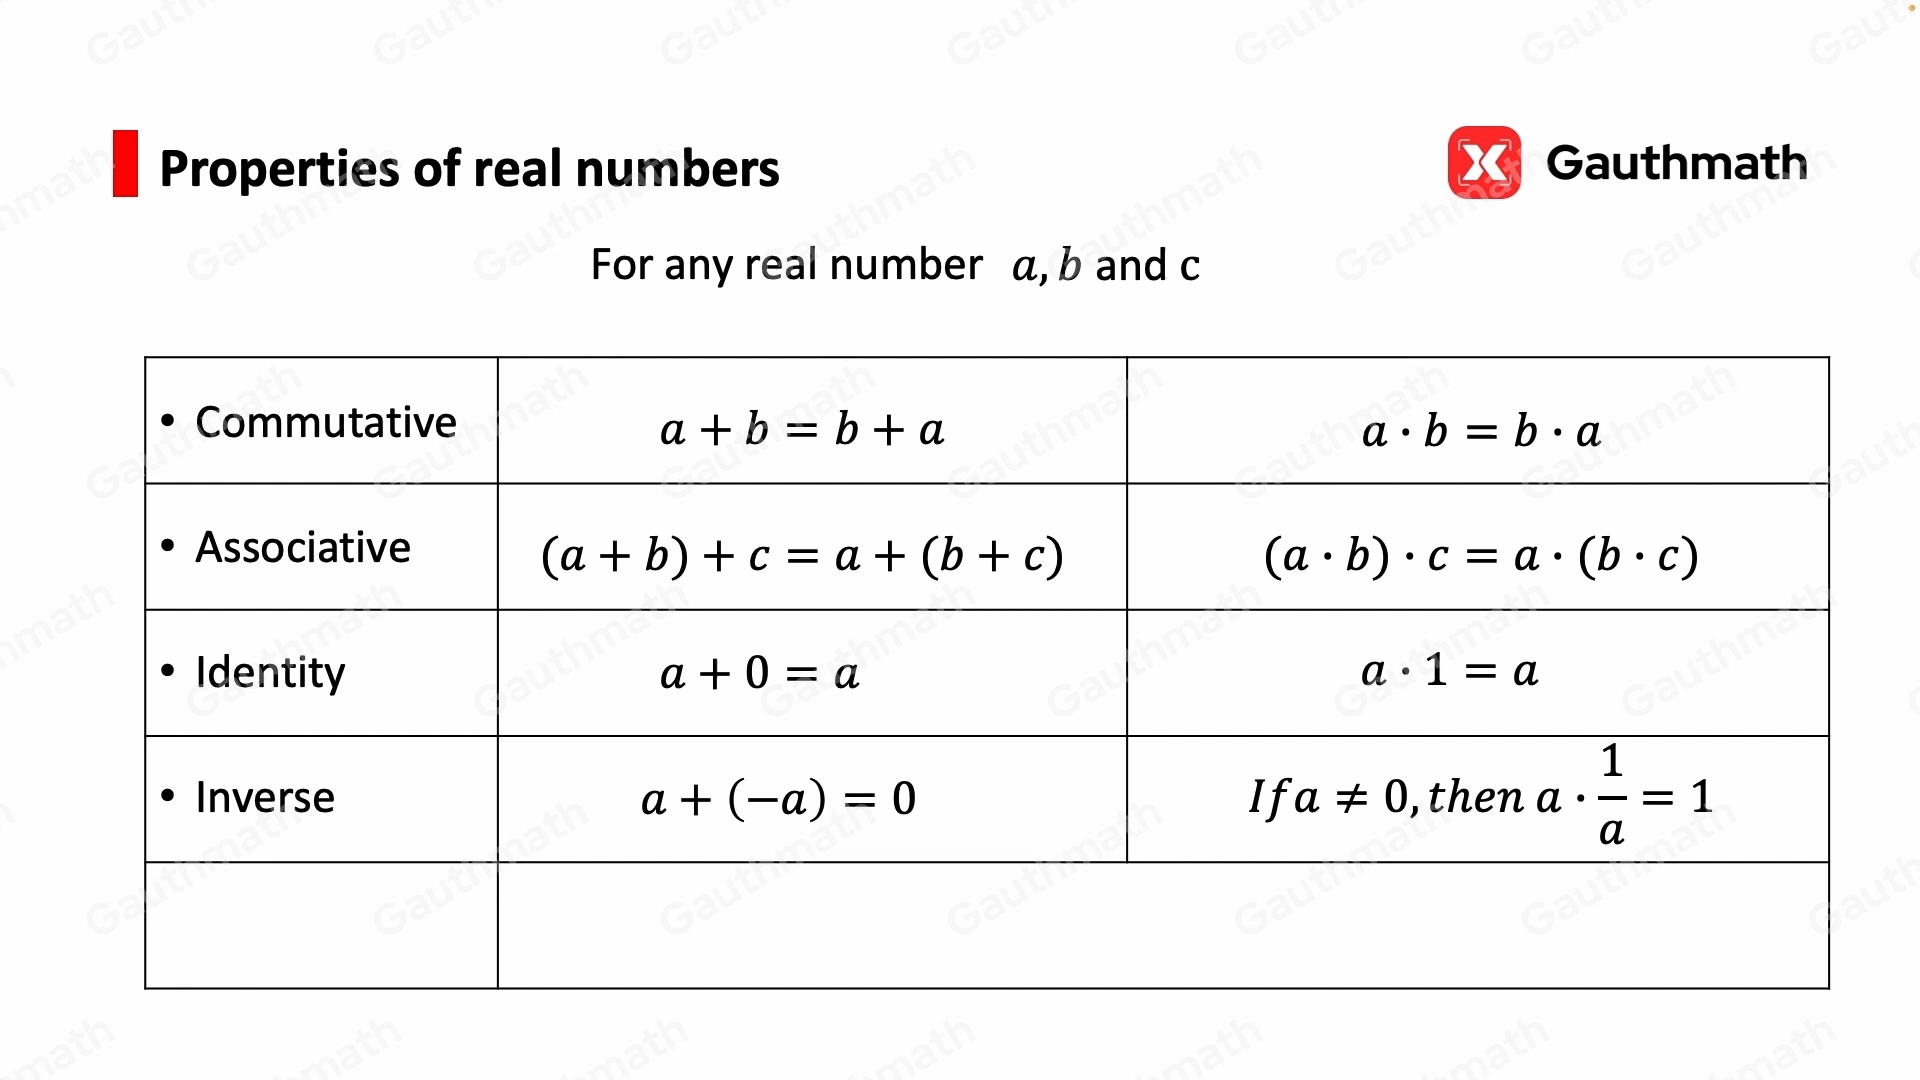 Properties of real numbers
Gauthmath
For any real number a, b and c
• Commutative
a + b = b + a
a · b = b · a
• Associative
(a + b) + c = a + (b + c)
(a · b) · c = a · (b · c)
• Identity
a + 0 = a
a · 1 = a
• Inverse
a + (−a) = 0
If a ≠ 0, then a · 1/a = 1